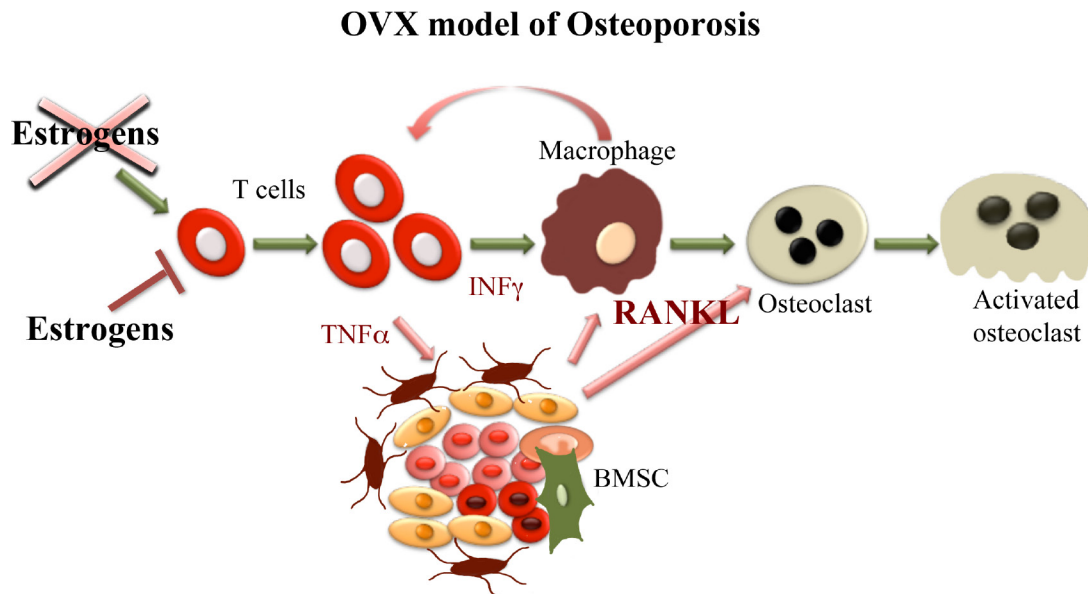 OVX model of Osteoporosis
Estrogens
T cells
Macrophage
INFγ
RANKL
Osteoclast
Activated
osteoclast
Estrogens
TNFα
BMSC